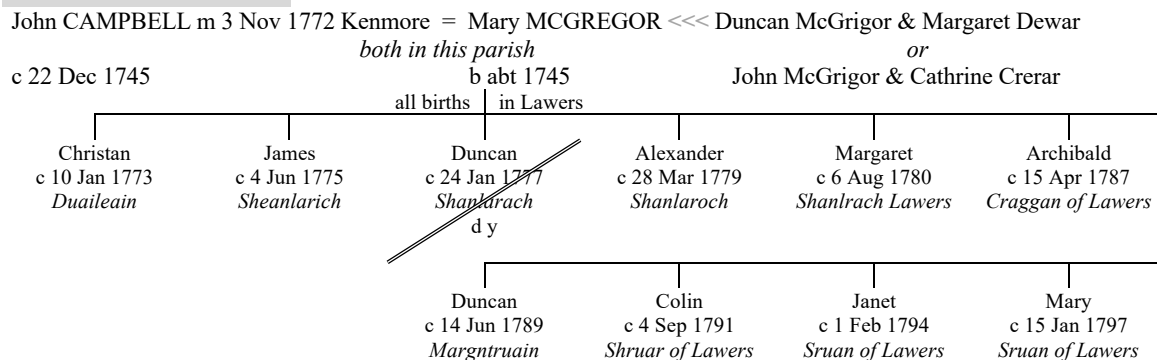 John CAMPBELL m 3 Nov 1772 Kenmore = Mary MCGREGOR <<< Duncan McGrigor & Margaret Dewar
both in this parish or
c 22 Dec 1745 b abt 1745 John McGrigor & Cathrine Crerar
all births in Lawers
Christan James Duncan Alexander Margaret Archibald
c 10 Jan 1773 c 4 Jun 1775 c 24 Jan 1777 c 28 Mar 1779 c 6 Aug 1780 c 15 Apr 1787
Duaileain Sheanlarich Shanlarach Shanlaroch Shanlrach Lawers Craggan of Lawers
d y
Duncan Colin Janet Mary
c 14 Jun 1789 c 4 Sep 1791 c 1 Feb 1794 c 15 Jan 1797
Margntruain Shruar of Lawers Sruan of Lawers Sruan of Lawers